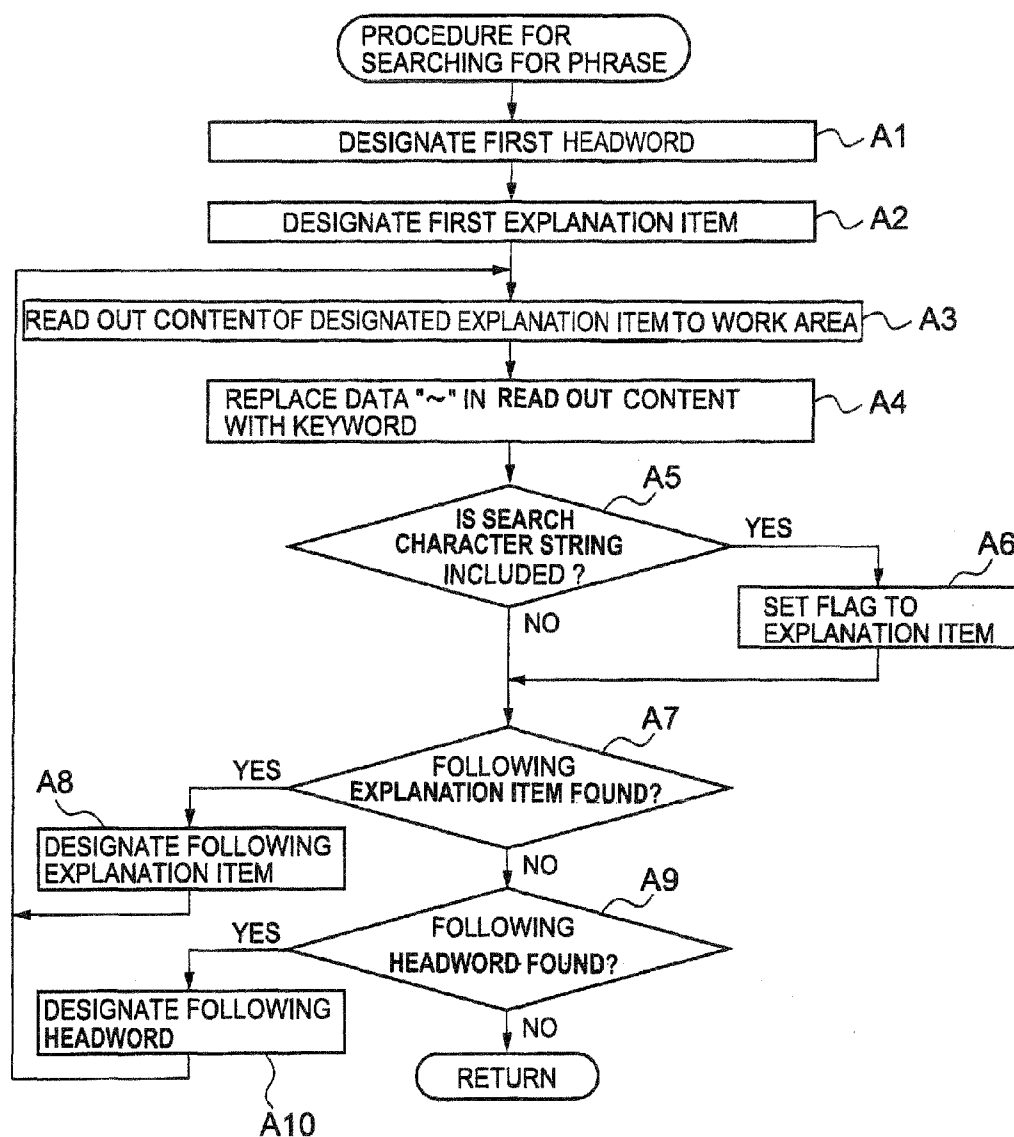 PROCEDURE FOR
SEARCHING FOR PHRASE
DESIGNATE FIRST HEADWORD
A1
DESIGNATE FIRST EXPLANATION ITEM
A2
READ OUT CONTENT OF DESIGNATED EXPLANATION ITEM TO WORK AREA
A3
REPLACE DATA "~" IN READ OUT CONTENT
WITH KEYWORD
A4
A5
IS SEARCH
CHARACTER STRING
INCLUDED ?
YES
NO
A6
SET FLAG TO
EXPLANATION ITEM
A7
FOLLOWING
EXPLANATION ITEM FOUND?
YES
NO
A8
DESIGNATE FOLLOWING
EXPLANATION ITEM
A9
FOLLOWING
HEADWORD FOUND?
YES
NO
DESIGNATE FOLLOWING
HEADWORD
A10
RETURN